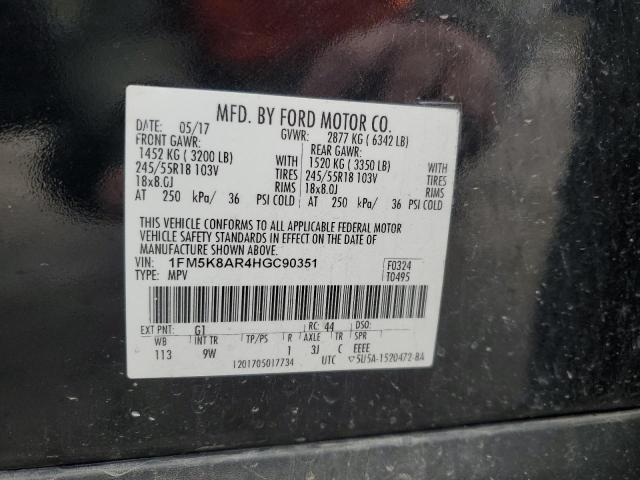 MFD. BY FORD MOTOR CO.
DATE: 05/17 GVWR: 2877 KG ( 6342 LB)
FRONT GAWR: REAR GAWR:
1452 KG ( 3200 LB) WITH 1520 KG ( 3350 LB) WITH
245/55R18 103V TIRES 245/55R18 103V TIRES
18x8.0J RIMS 18x8.0J RIMS
AT 250 kPa/ 36 PSI COLD AT 250 kPa/ 36 PSI COLD
THIS VEHICLE CONFORMS TO ALL APPLICABLE FEDERAL MOTOR
VEHICLE SAFETY STANDARDS IN EFFECT ON THE DATE OF
MANUFACTURE SHOWN ABOVE.
VIN: 1FM5K8AR4HGC90351 F0324
TYPE: MPV T0495
EXT PNT: G1 RC: 44 DSO:
WB INT TR TP/PS R AXLE TR SPR
113 9W 1 3J C EEEE
1201705017734 UTC ▽5U5A-1520472-BA